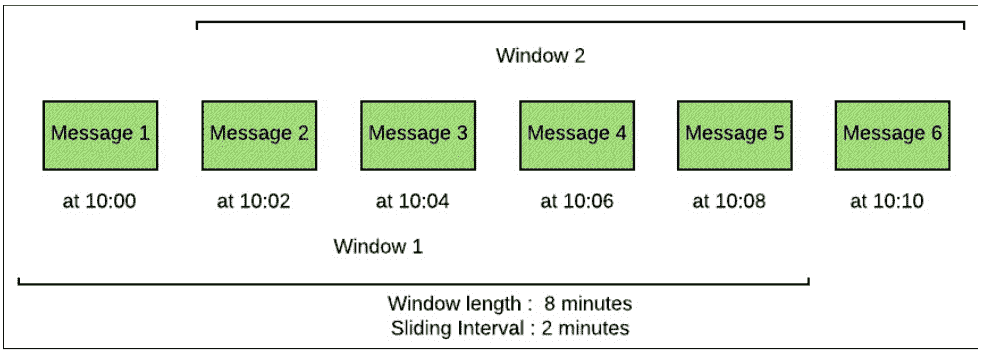 Window 2
Message 1 Message 2 Message 3 Message 4 Message 5 Message 6
at 10:00 at 10:02 at 10:04 at 10:06 at 10:08 at 10:10
Window 1
Window length :  8 minutes
Sliding Interval : 2 minutes